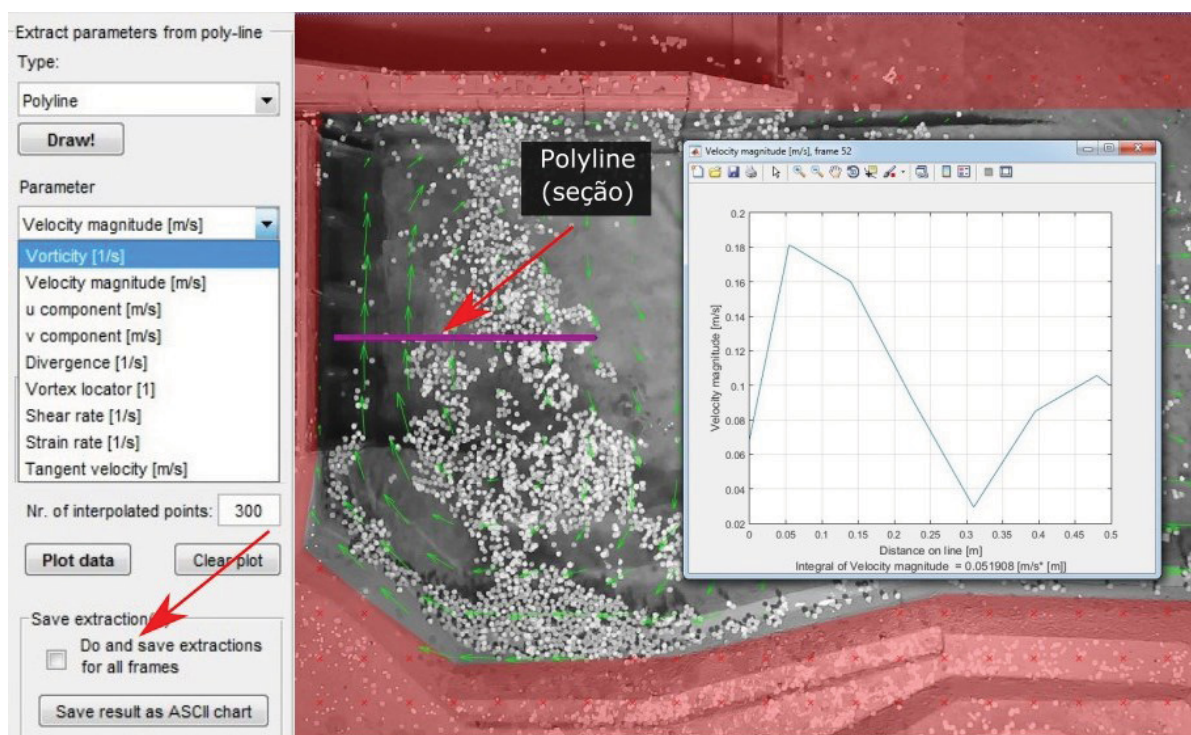 Extract parameters from poly-line
Type:
Polyline
Draw!
Parameter
Velocity magnitude [m/s]
Vorticity [1/s]
Velocity magnitude [m/s]
u component [m/s]
v component [m/s]
Divergence [1/s]
Vortex locator [1]
Shear rate [1/s]
Strain rate [1/s]
Tangent velocity [m/s]
Nr. of interpolated points: 300
Plot data Clear plot
Save extraction
Do and save extractions
for all frames
Save result as ASCII chart
Polyline
(seção)
Velocity magnitude [m/s], frame 52
0.2
0.18
0.16
0.14
0.12
0.1
0.08
0.06
0.04
0.02
Velocity magnitude [m/s]
0 0.05 0.1 0.15 0.2 0.25 0.3 0.35 0.4 0.45 0.5
Distance on line [m]
Integral of Velocity magnitude = 0.051908 [m/s* [m]]